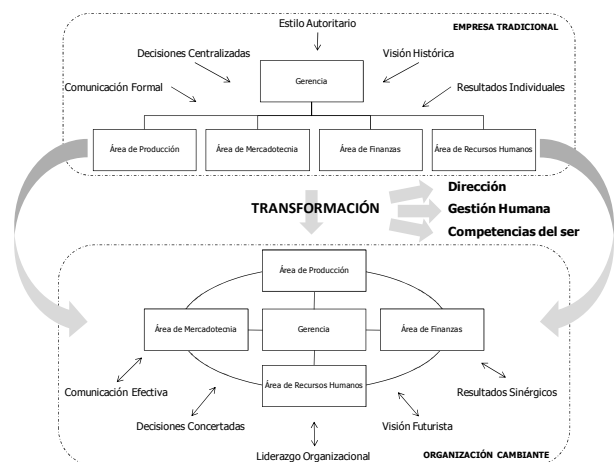 Estilo Autoritario
EMPRESA TRADICIONAL
Decisiones Centralizadas
Visión Histórica
Gerencia
Comunicación Formal
Resultados Individuales
Área de Producción
Área de Mercadotecnia
Área de Finanzas
Área de Recursos Humanos
Dirección
TRANSFORMACIÓN
Gestión Humana
Competencias del ser
Área de Producción
Área de Mercadotecnia
Gerencia
Área de Finanzas
Área de Recursos Humanos
Comunicación Efectiva
Resultados Sinérgicos
Decisiones Concertadas
Visión Futurista
Liderazgo Organizacional
ORGANIZACIÓN CAMBIANTE